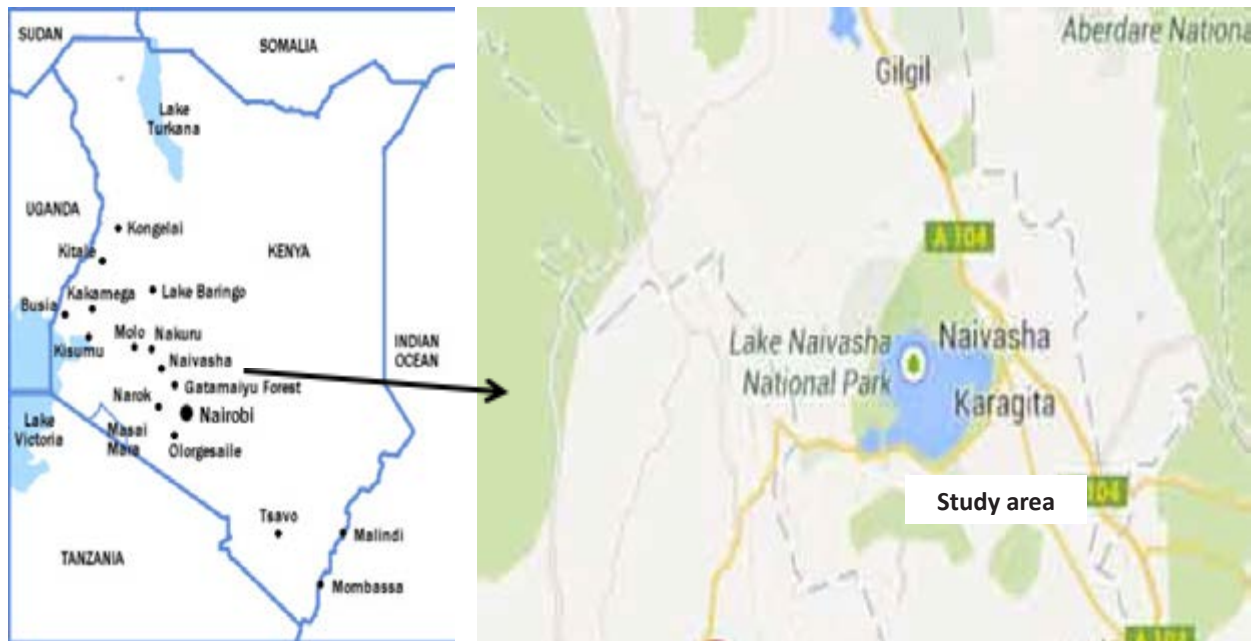 SUDAN
SOMALIA
Lake
Turkana
UGANDA
Kongelai
KENYA
Kitale
Lake Baringo
Kakamega
Busia
Molo
Nakuru
INDIAN
OCEAN
Kisumu
Naivasha
Gatamaiyu Forest
Narok
Nairobi
Lake
Victoria
Masai
Mara
Olorgesaile
Tsavo
Malindi
TANZANIA
Mombassa
Aberdare Nationa
Gilgil
A 104
Lake Naivasha
National Park
Naivasha
Karagita
Study area
104